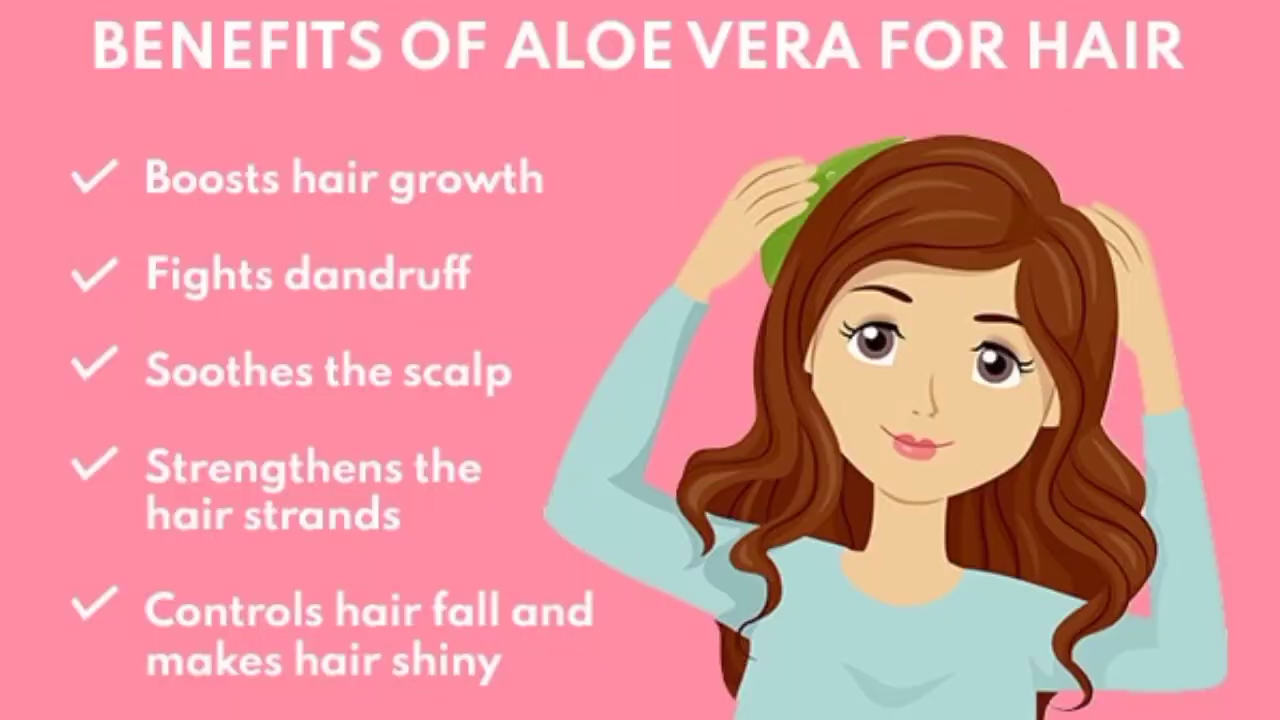 BENEFITS OF ALOE VERA FOR HAIR
Boosts hair growth
Fights dandruff
Soothes the scalp
Strengthens the
hair strands
Controls hair fall and
makes hair shiny